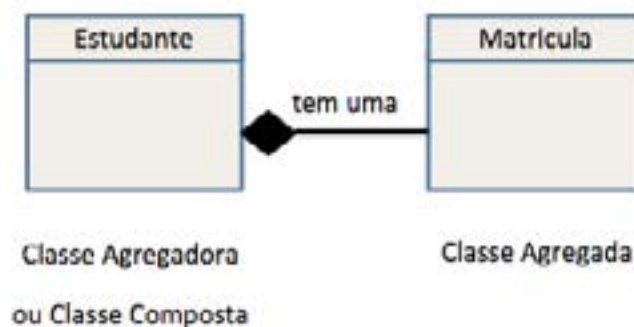 Estudante
Matricula
tem uma
Classe Agregadora
ou Classe Composta
Classe Agregada